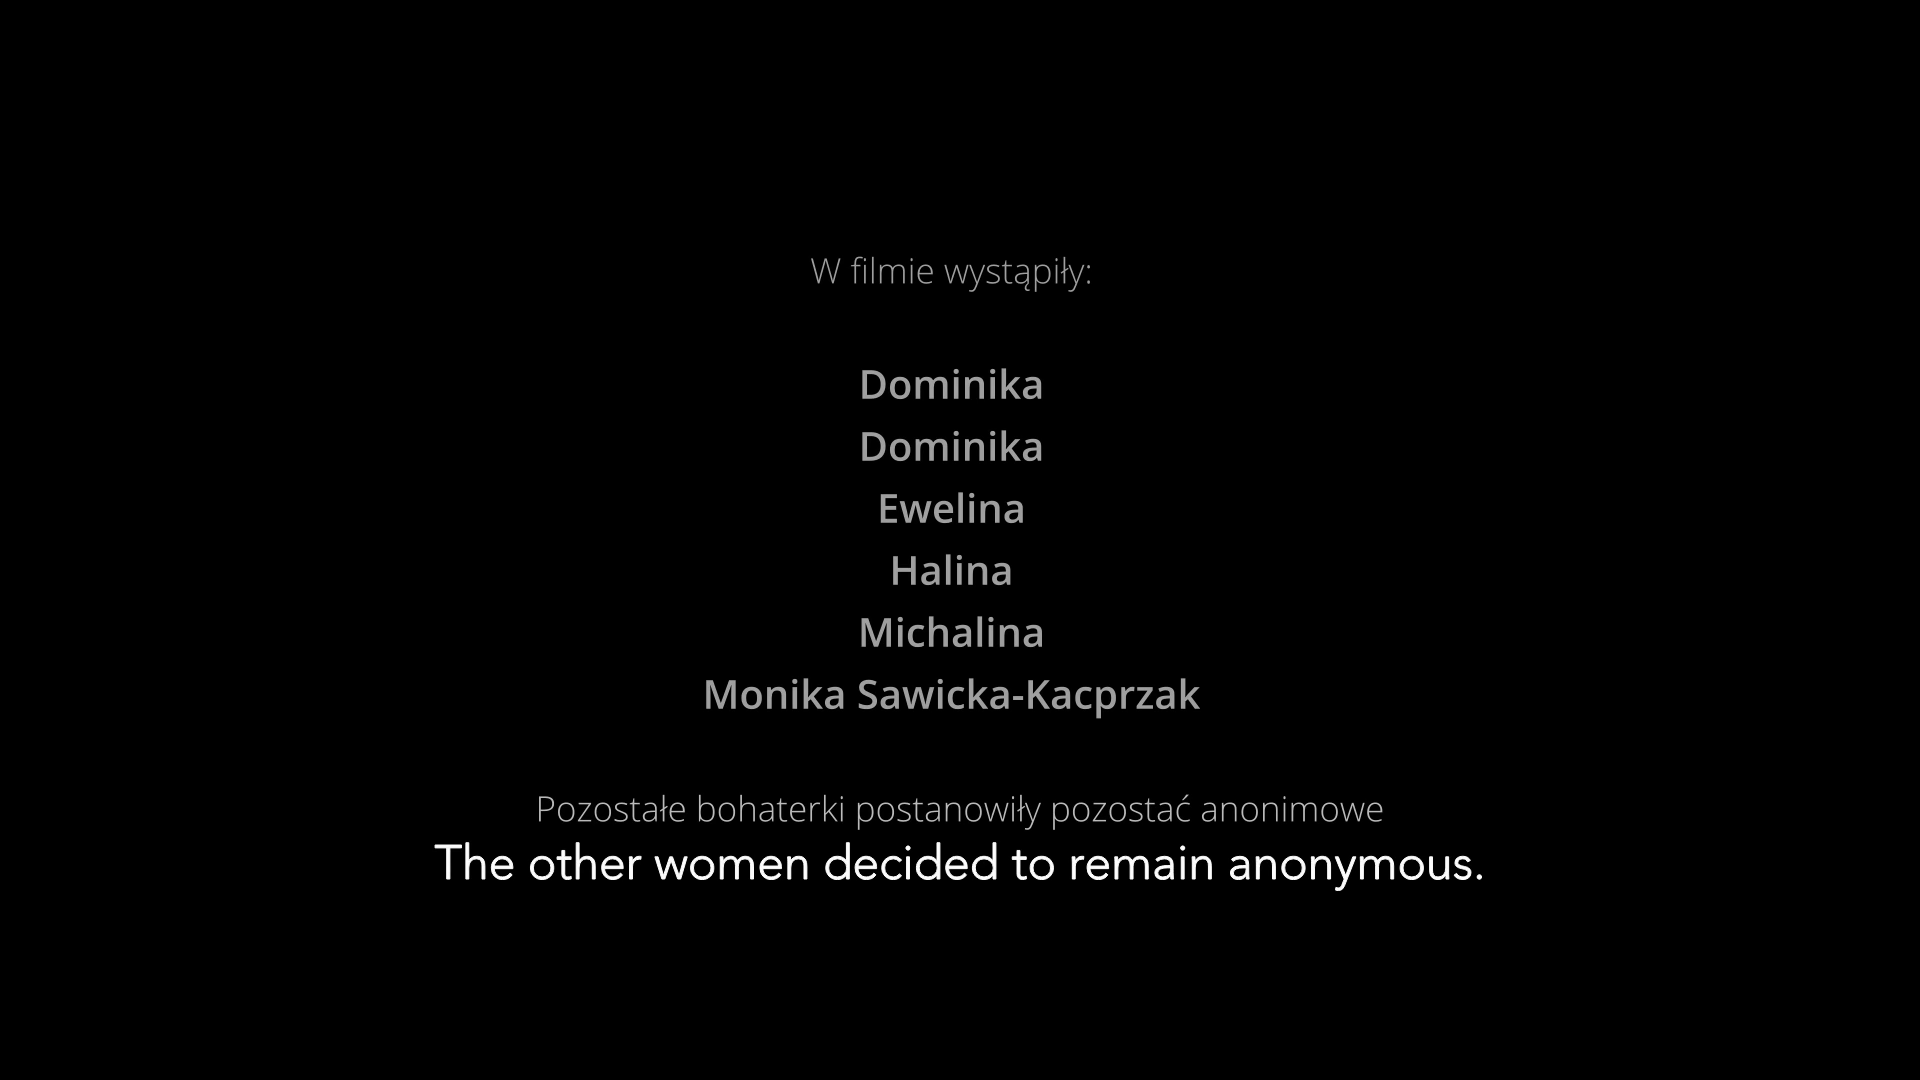 W filmie wystąpiły:
Dominika
Dominika
Ewelina
Halina
Michalina
Monika Sawicka-Kacprzak
Pozostałe bohaterki postanowiły pozostać anonimowe
The other women decided to remain anonymous.